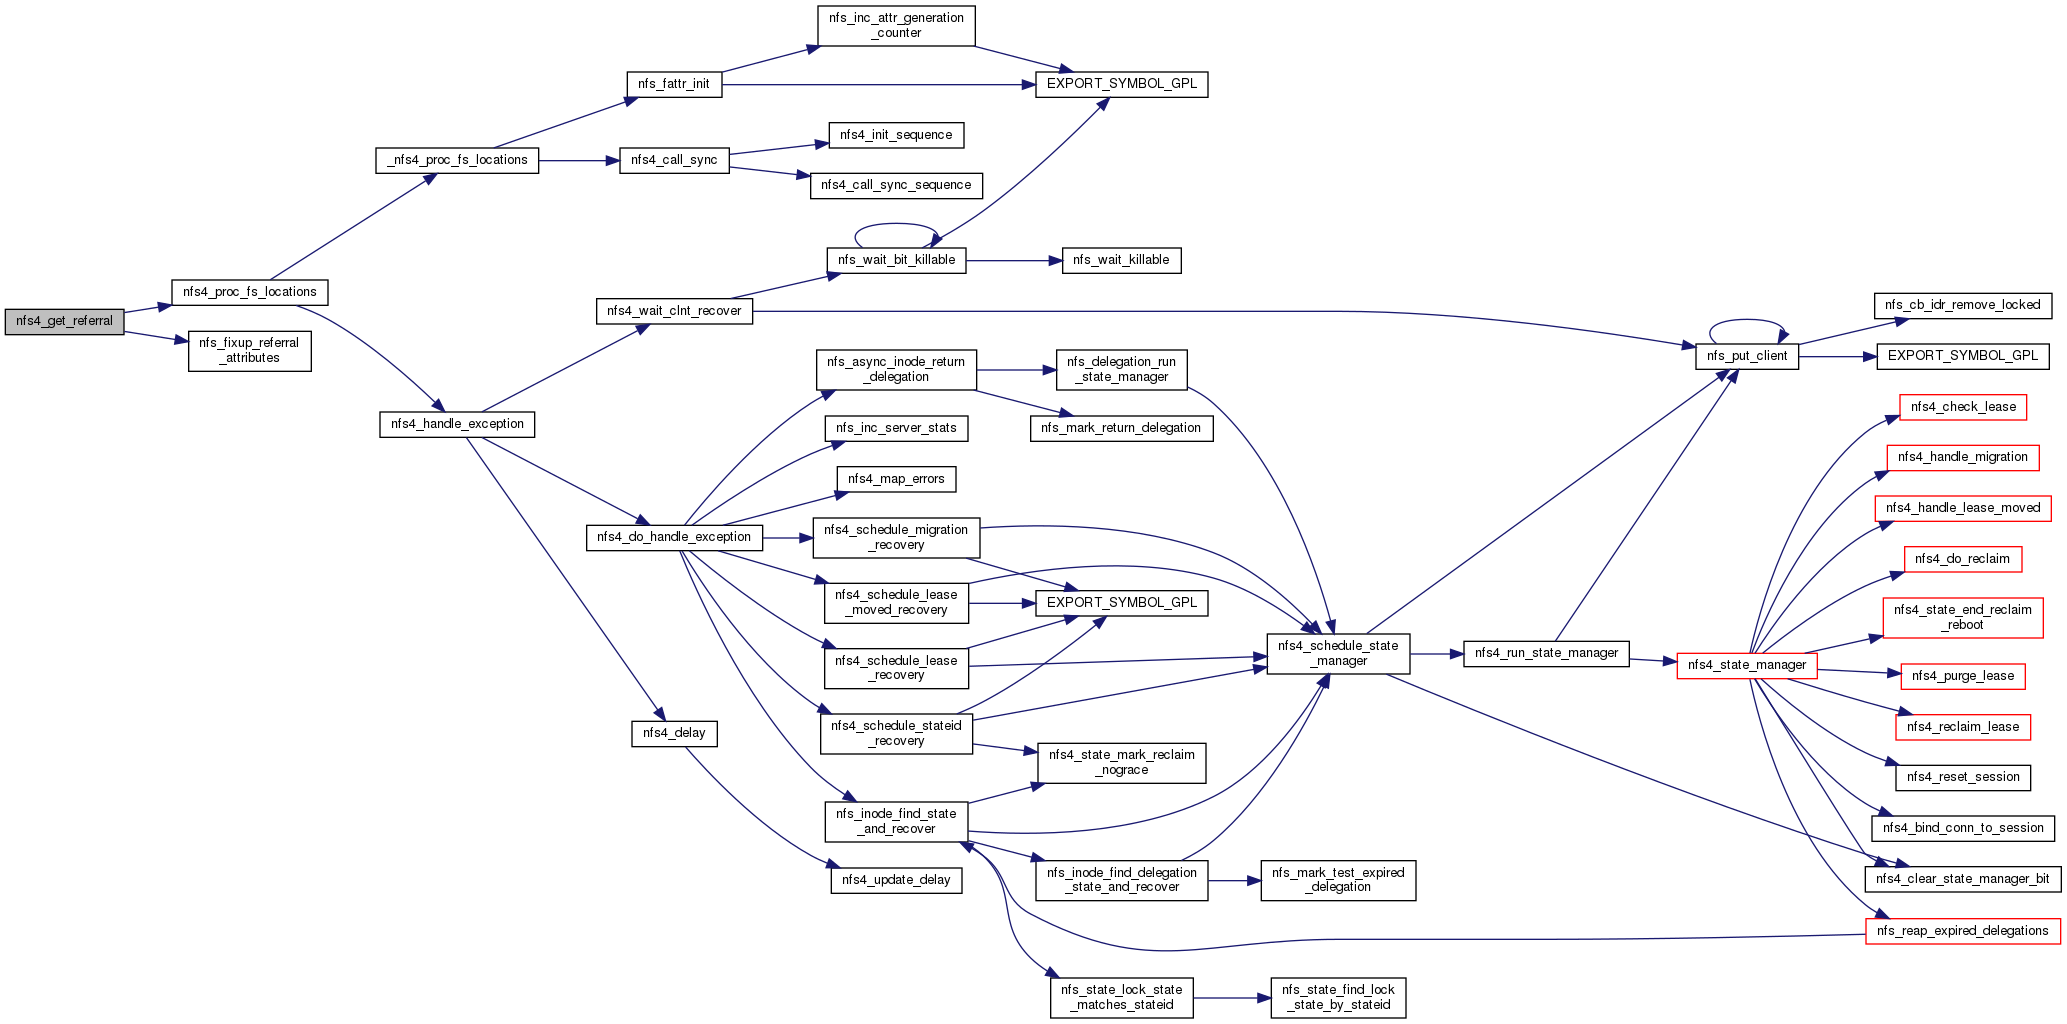 nfs4_get_referral
nfs4_proc_fs_locations
nfs_fixup_referral
_attributes
_nfs4_proc_fs_locations
nfs4_handle_exception
nfs_fattr_init
nfs4_call_sync
nfs4_wait_clnt_recover
nfs4_do_handle_exception
nfs4_delay
nfs_inc_attr_generation
_counter
nfs4_init_sequence
nfs4_call_sync_sequence
nfs_wait_bit_killable
nfs_async_inode_return
_delegation
nfs_inc_server_stats
nfs4_map_errors
nfs4_schedule_migration
_recovery
nfs4_schedule_lease
_moved_recovery
nfs4_schedule_lease
_recovery
nfs4_schedule_stateid
_recovery
nfs_inode_find_state
_and_recover
nfs4_update_delay
EXPORT_SYMBOL_GPL
nfs_wait_killable
nfs_delegation_run
_state_manager
nfs_mark_return_delegation
EXPORT_SYMBOL_GPL
nfs4_state_mark_reclaim
_nograce
nfs_inode_find_delegation
_state_and_recover
nfs_state_lock_state
_matches_stateid
nfs4_schedule_state
_manager
nfs_mark_test_expired
_delegation
nfs_state_find_lock
_state_by_stateid
nfs4_run_state_manager
nfs_put_client
nfs4_state_manager
nfs_cb_idr_remove_locked
EXPORT_SYMBOL_GPL
nfs4_check_lease
nfs4_handle_migration
nfs4_handle_lease_moved
nfs4_do_reclaim
nfs4_state_end_reclaim
_reboot
nfs4_purge_lease
nfs4_reclaim_lease
nfs4_reset_session
nfs4_bind_conn_to_session
nfs4_clear_state_manager_bit
nfs_reap_expired_delegations